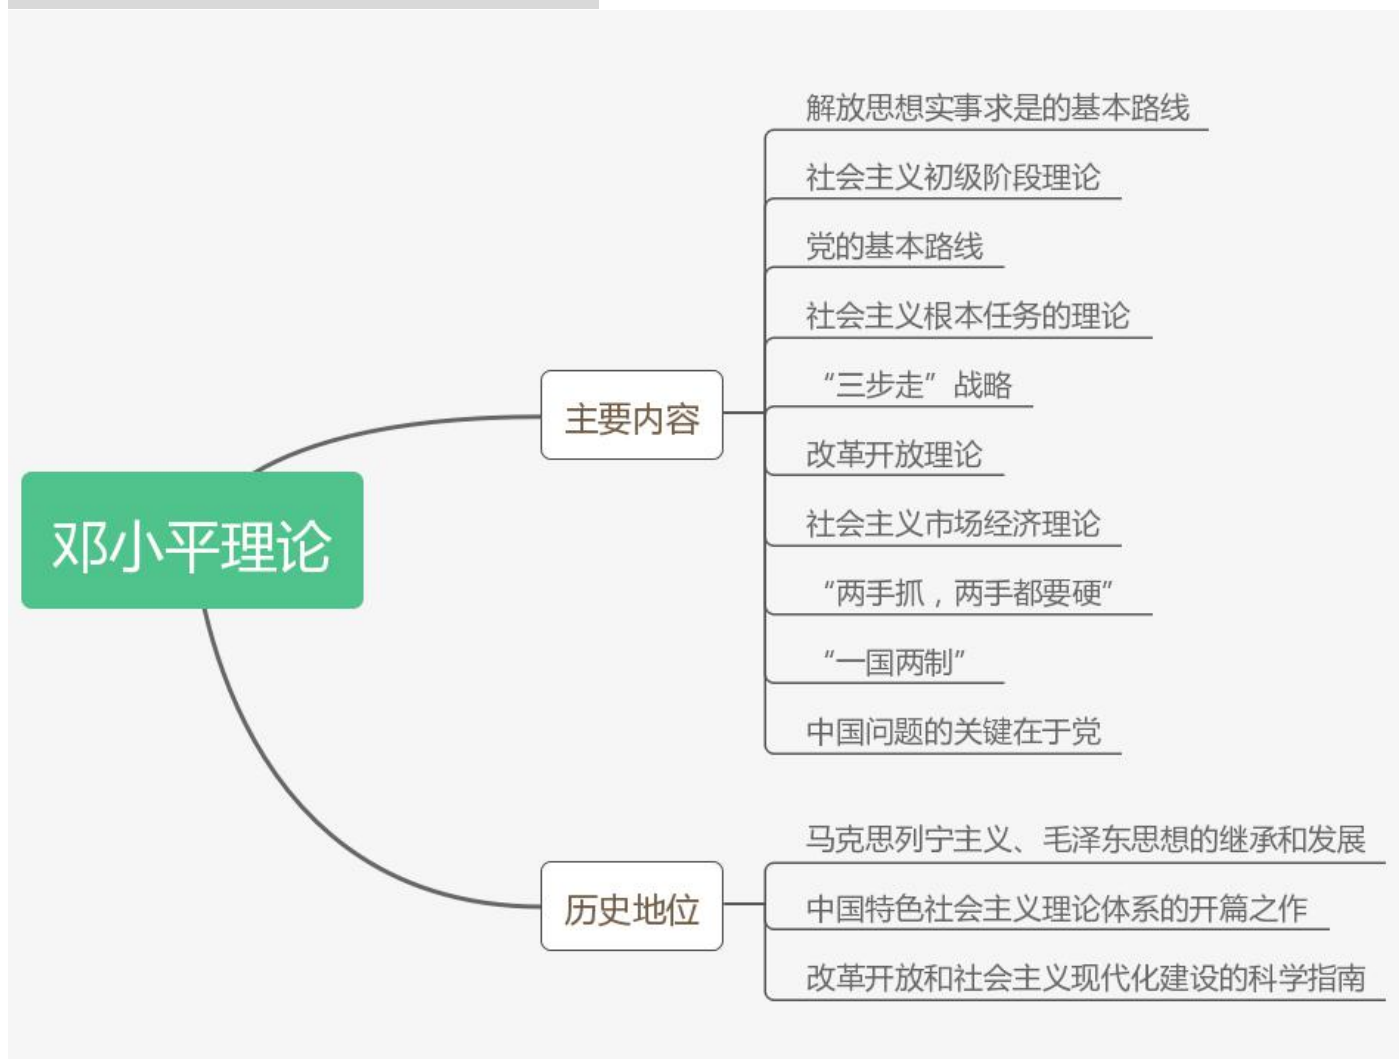 解放思想实事求是的基本路线
社会主义初级阶段理论
党的基本路线
社会主义根本任务的理论
“三步走”战略
主要内容
改革开放理论
邓小平理论
社会主义市场经济理论
“两手抓，两手都要硬”
“一国两制”
中国问题的关键在于党
马克思列宁主义、毛泽东思想的继承和发展
历史地位
中国特色社会主义理论体系的开篇之作
改革开放和社会主义现代化建设的科学指南